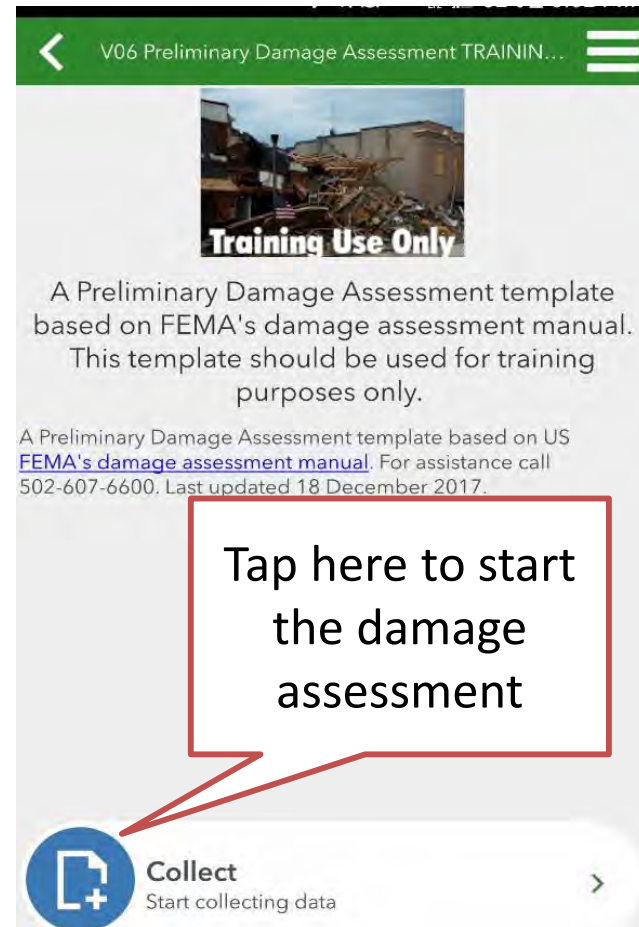 V06 Preliminary Damage Assessment TRAININ...
Training Use Only
A Preliminary Damage Assessment template
based on FEMA's damage assessment manual.
This template should be used for training
purposes only.
A Preliminary Damage Assessment template based on US
FEMA's damage assessment manual. For assistance call
502-607-6600. Last updated 18 December 2017.
Tap here to start
the damage
assessment
Collect
Start collecting data